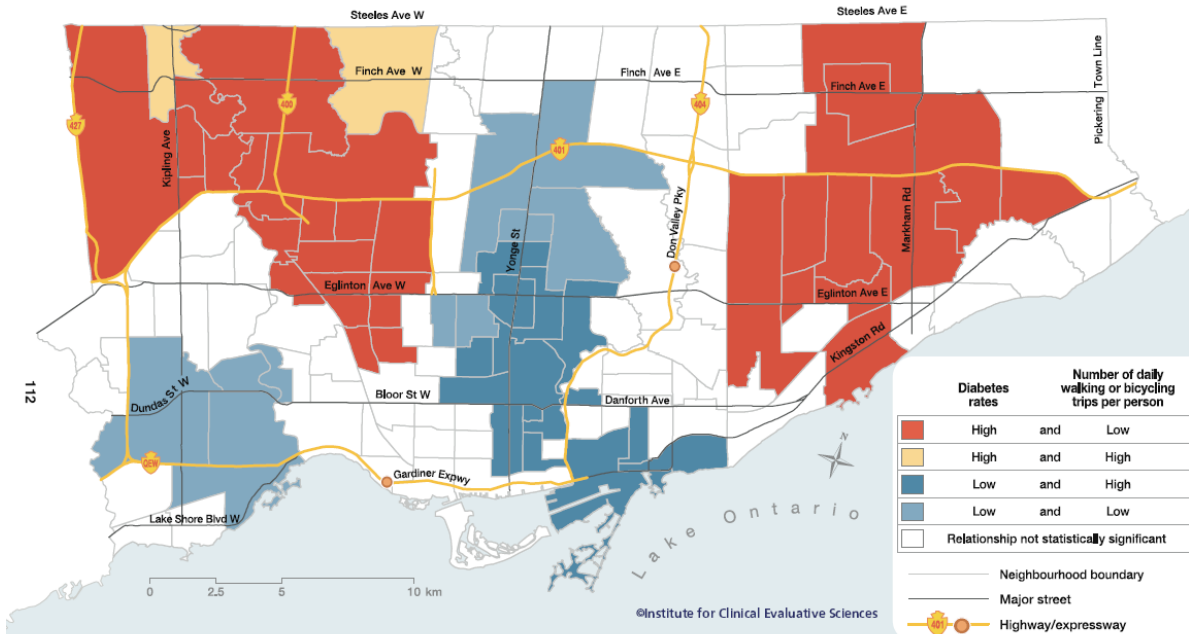 Steeles Ave W
Steeles Ave E
Finch Ave W
Finch Ave E
Finch Ave E
Pickering Town Line
427
400
404
401
Kipling Ave
Yonge St
Don Valley Pky
Markham Rd
Eglinton Ave W
Eglinton Ave E
Kingston Rd
112
Dundas St W
Bloor St W
Danforth Ave
QEW
Gardiner Expwy
Lake Shore Blvd W
Lake Ontario
N
0 5 10 km
©Institute for Clinical Evaluative Sciences
Diabetes
rates
Number of daily
walking or bicycling
trips per person
High and Low
High and High
Low and High
Low and Low
Relationship not statistically significant
Neighbourhood boundary
Major street
401 Highway/expressway